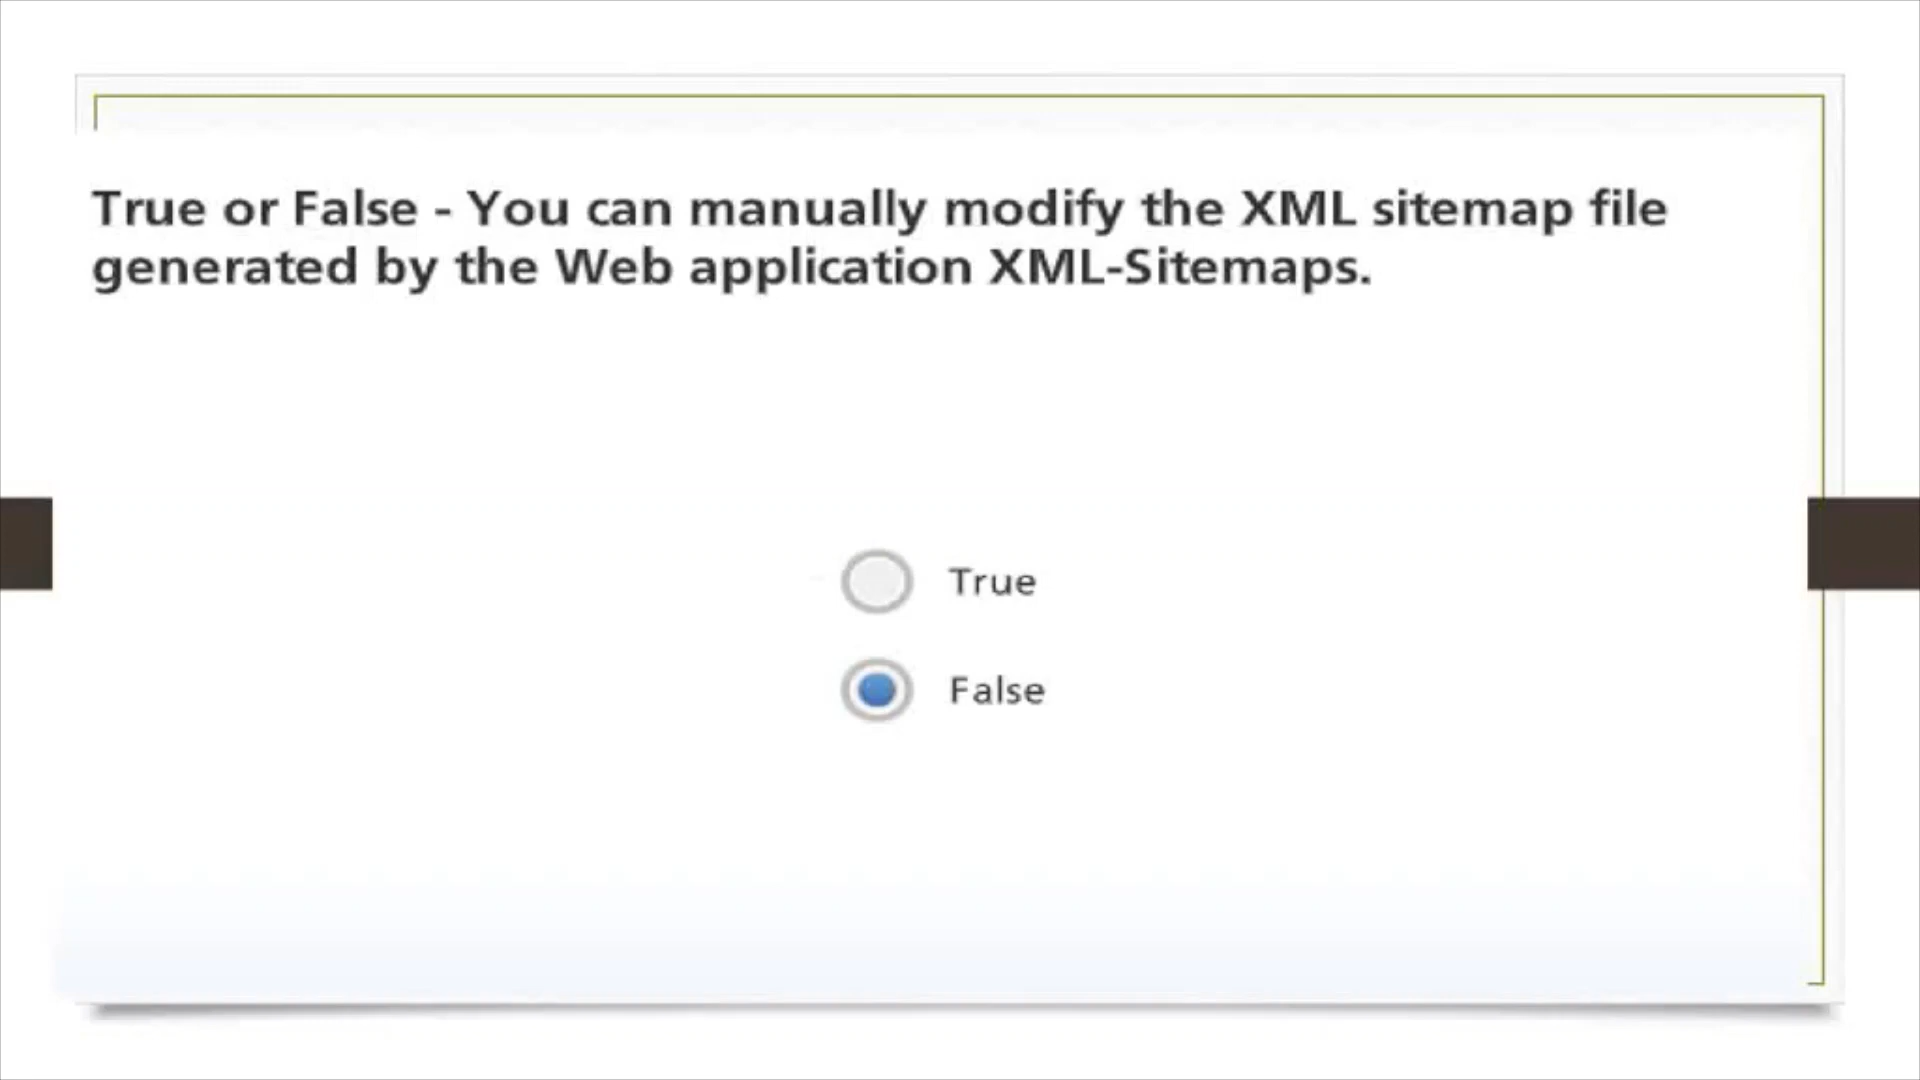 True or False - You can manually modify the XML sitemap file
generated by the Web application XML-Sitemaps.
True
False